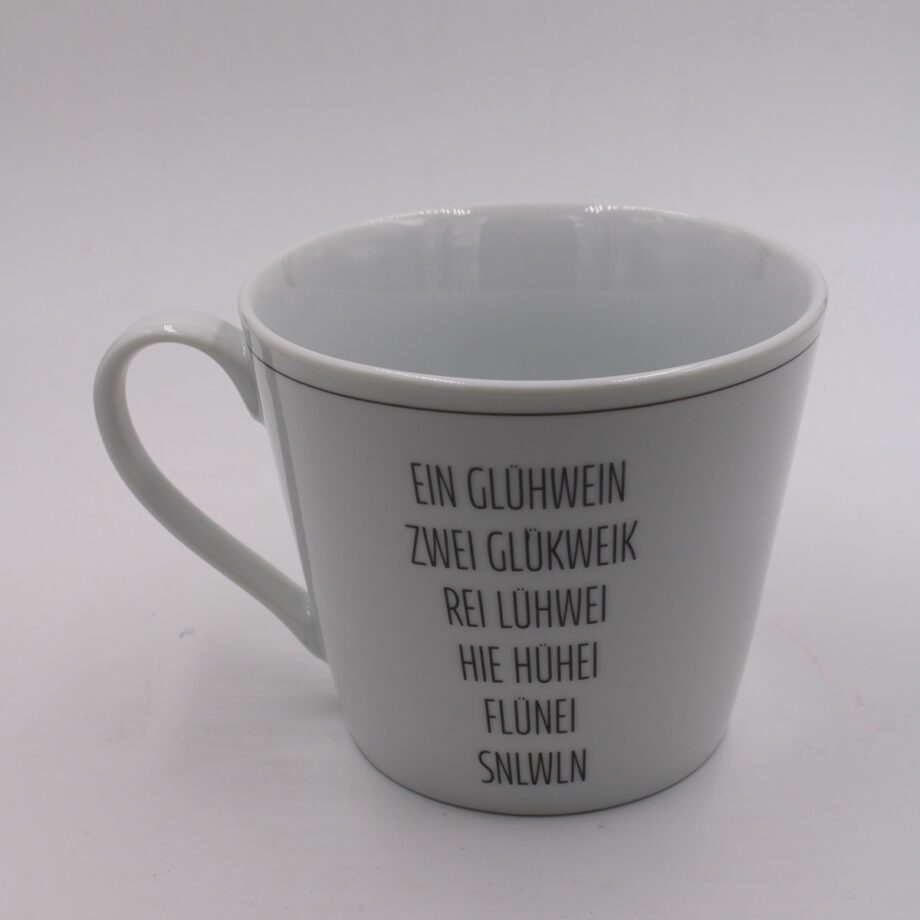 EIN GLÜHWEIN
ZWEI GLÜKWEIK
REI LÜHWEI
HIE HÜHEI
FLÜNEI
SNLWLN